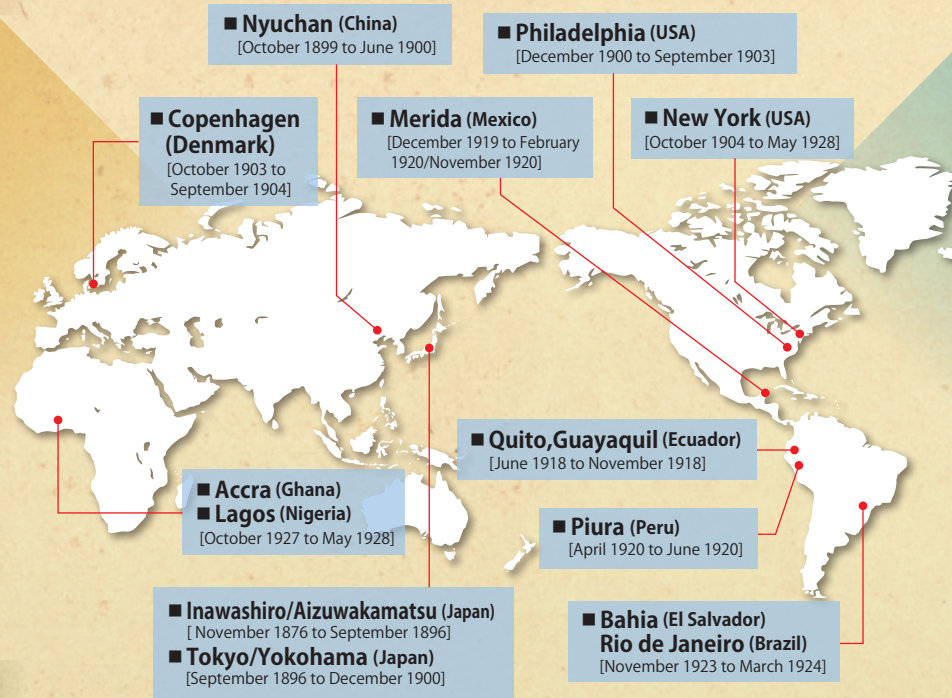 ■ Nyuchan (China)
[October 1899 to June 1900]
■ Philadelphia (USA)
[December 1900 to September 1903]
■ Copenhagen
(Denmark)
[October 1903 to
September 1904]
■ Merida (Mexico)
[December 1919 to February
1920/November 1920]
■ New York (USA)
[October 1904 to May 1928]
■ Quito,Guayaquil (Ecuador)
[June 1918 to November 1918]
■ Accra (Ghana)
■ Lagos (Nigeria)
[October 1927 to May 1928]
■ Piura (Peru)
[April 1920 to June 1920]
■ Inawashiro/Aizuwakamatsu (Japan)
[ November 1876 to September 1896]
■ Tokyo/Yokohama (Japan)
[September 1896 to December 1900]
■ Bahia (El Salvador)
Rio de Janeiro (Brazil)
[November 1923 to March 1924]